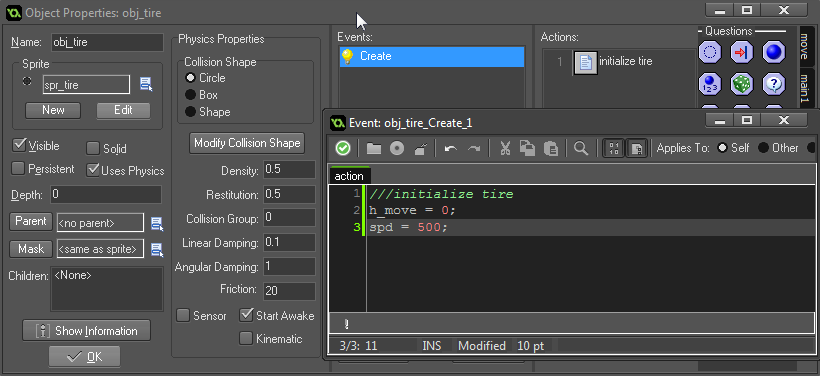 Object Properties: obj_tire
Name: obj_tire
Sprite
spr_tire
New Edit
Visible Solid
Persistent Uses Physics
Depth: 0
Parent <no parent>
Mask <same as sprite>
Children: <None>
Show Information
OK
Physics Properties
Collision Shape
Circle
Box
Shape
Modify Collision Shape
Density: 0.5
Restitution: 0.5
Collision Group: 0
Linear Damping: 0.1
Angular Damping: 1
Friction: 20
Sensor Start Awake
Kinematic
Events:
Create
Actions:
1 initialize tire
Questions
move
main1
Event: obj_tire_Create_1
Applies To: Self Other
action
1 ///initialize tire
2 h_move = 0;
3 spd = 500;
3/3: 11 INS Modified 10 pt